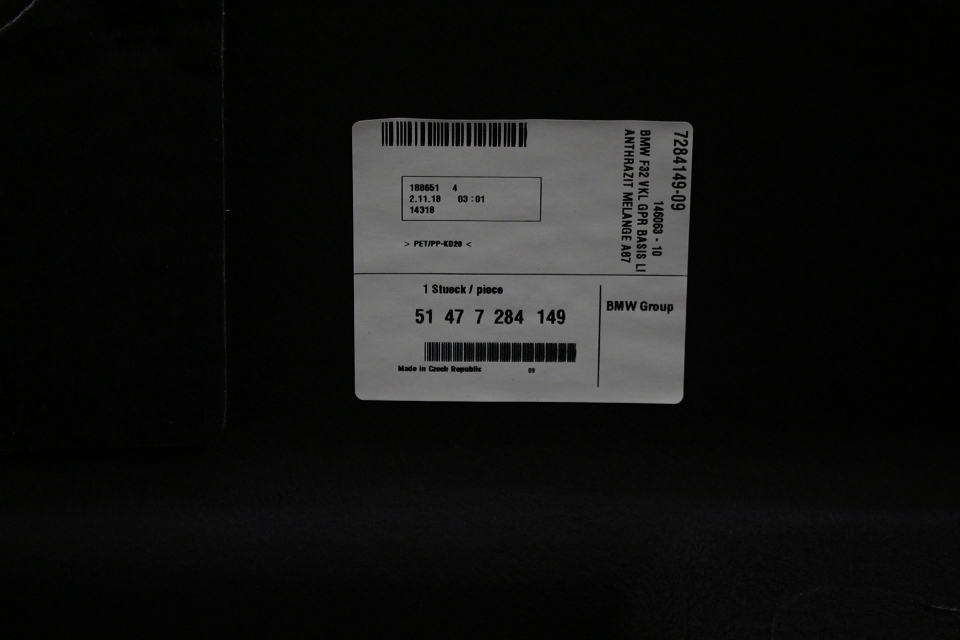 188651 4
2.11.18 03:01
14318
> PET/PP-KD20 <
7284149-09
146063 - 10
BMW F32 VKL GPR BASIS LI
ANTHRAZIT MELANGE A87
1 Stueck / piece
51 47 7 284 149
Made in Czech Republic 09
BMW Group